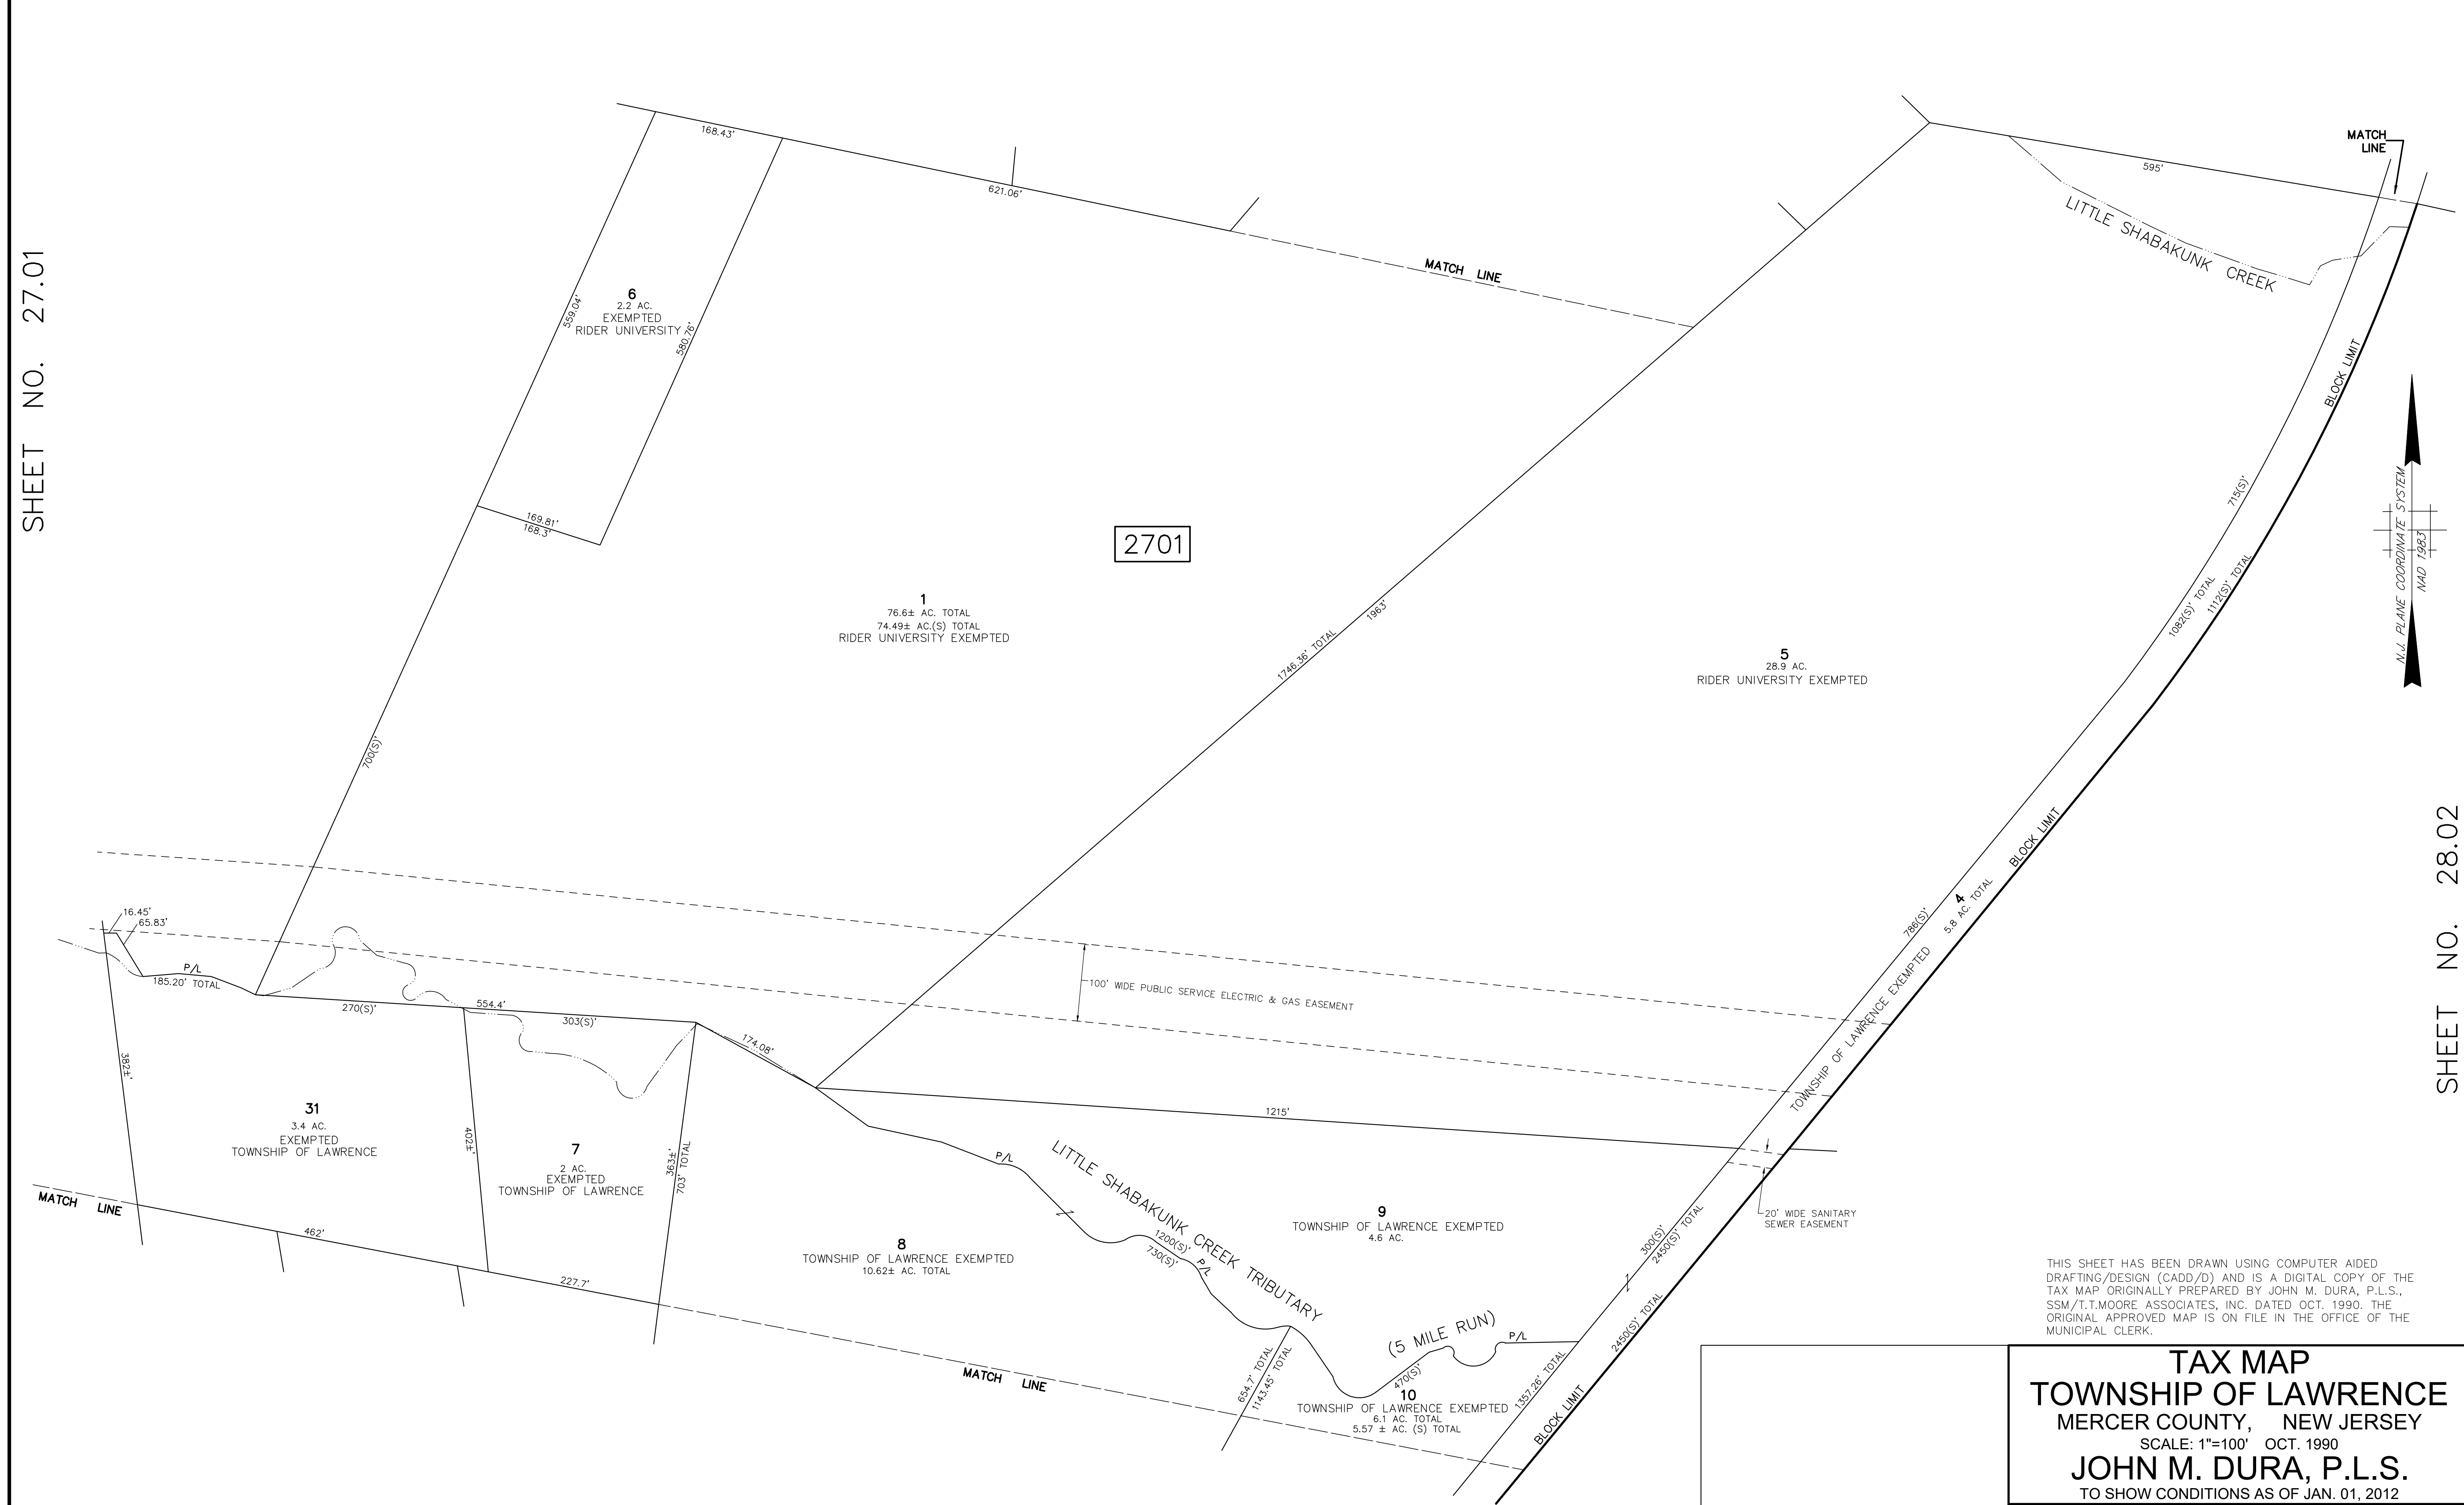 SHEET NO. 27.01
168.43'
621.06'
595'
MATCH
LINE
LITTLE SHABAKUNK CREEK
MATCH LINE
559.04'
6
2.2 AC.
EXEMPTED
RIDER UNIVERSITY
580.76'
169.81'
168.3'
2701
BLOCK LIMIT
715(S)'
1082(S)' TOTAL
1112(S)' TOTAL
N.J. PLANE COORDINATE SYSTEM
NAD 1983
1
76.6± AC. TOTAL
74.49± AC.(S) TOTAL
RIDER UNIVERSITY EXEMPTED
1746.36' TOTAL
1963'
5
28.9 AC.
RIDER UNIVERSITY EXEMPTED
700(S)'
BLOCK LIMIT
786(S)'
4
5.8 AC. TOTAL
TOWNSHIP OF LAWRENCE EXEMPTED
SHEET NO. 28.02
16.45'
65.83'
P/L
185.20' TOTAL
270(S)'
554.4'
303(S)'
174.08'
100' WIDE PUBLIC SERVICE ELECTRIC & GAS EASEMENT
382±'
402±'
363±'
703' TOTAL
1215'
31
3.4 AC.
EXEMPTED
TOWNSHIP OF LAWRENCE
7
2 AC.
EXEMPTED
TOWNSHIP OF LAWRENCE
P/L
LITTLE SHABAKUNK CREEK TRIBUTARY
(5 MILE RUN)
1200(S)'
730(S)'
P/L
9
TOWNSHIP OF LAWRENCE EXEMPTED
4.6 AC.
20' WIDE SANITARY
SEWER EASEMENT
300(S)'
2450(S)' TOTAL
2450(S)' TOTAL
MATCH LINE
462'
227.7'
8
TOWNSHIP OF LAWRENCE EXEMPTED
10.62± AC. TOTAL
MATCH LINE
654.7' TOTAL
1143.45' TOTAL
P/L
470(S)'
10
TOWNSHIP OF LAWRENCE EXEMPTED
6.1 AC. TOTAL
5.57 ± AC. (S) TOTAL
1357.26' TOTAL
BLOCK LIMIT
THIS SHEET HAS BEEN DRAWN USING COMPUTER AIDED
DRAFTING/DESIGN (CADD/D) AND IS A DIGITAL COPY OF THE
TAX MAP ORIGINALLY PREPARED BY JOHN M. DURA, P.L.S.,
SSM/T.T.MOORE ASSOCIATES, INC. DATED OCT. 1990. THE
ORIGINAL APPROVED MAP IS ON FILE IN THE OFFICE OF THE
MUNICIPAL CLERK.
TAX MAP
TOWNSHIP OF LAWRENCE
MERCER COUNTY, NEW JERSEY
SCALE: 1"=100' OCT. 1990
JOHN M. DURA, P.L.S.
TO SHOW CONDITIONS AS OF JAN. 01, 2012